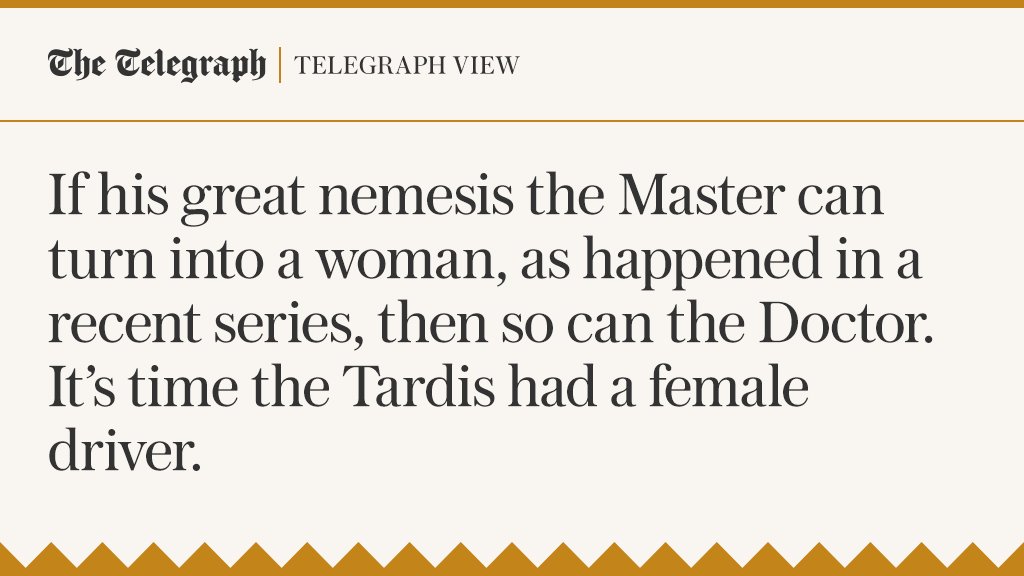 The Telegraph | TELEGRAPH VIEW
If his great nemesis the Master can
turn into a woman, as happened in a
recent series, then so can the Doctor.
It’s time the Tardis had a female
driver.